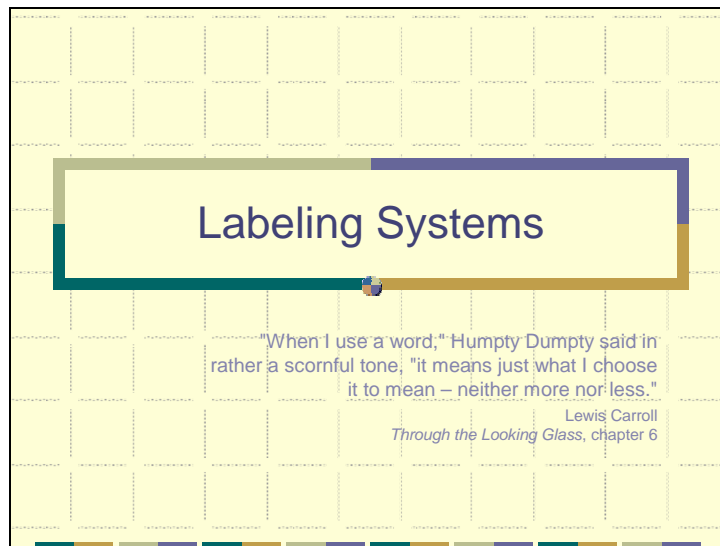 Labeling Systems
"When I use a word," Humpty Dumpty said in
rather a scornful tone, "it means just what I choose
it to mean – neither more nor less."
Lewis Carroll
Through the Looking Glass, chapter 6